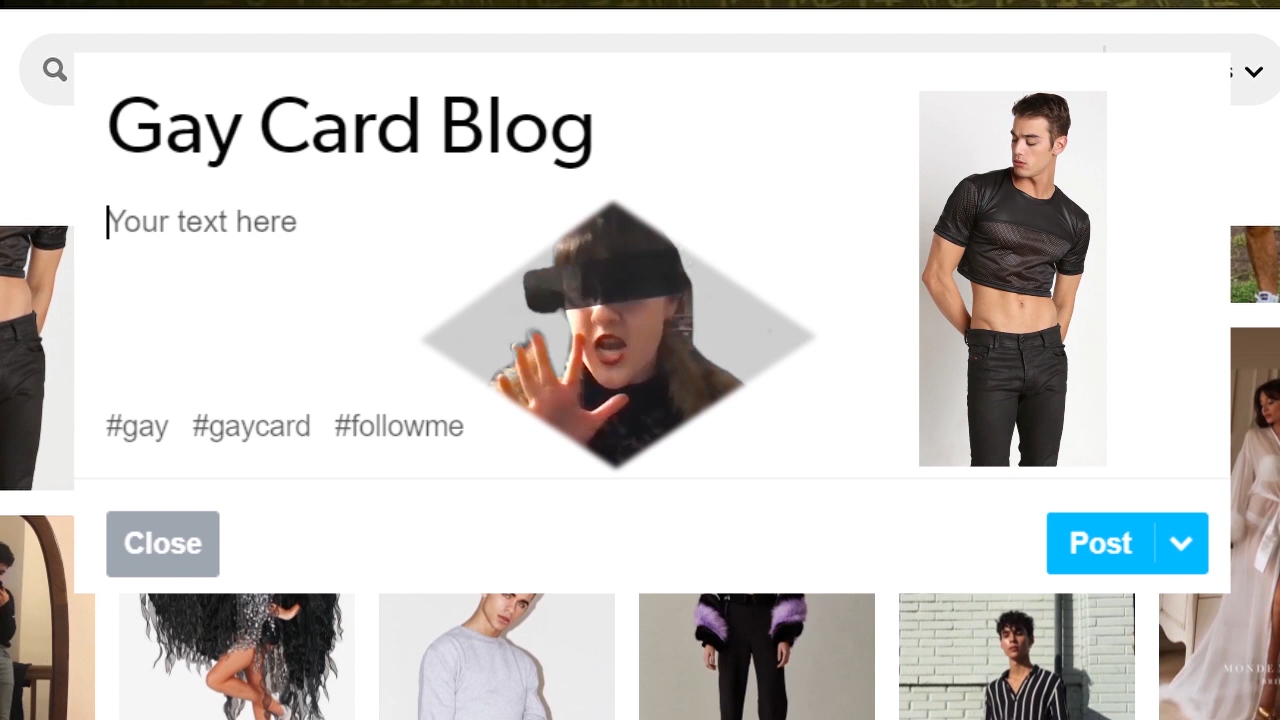 Gay Card Blog
Your text here
#gay #gaycard #followme
Close
Post